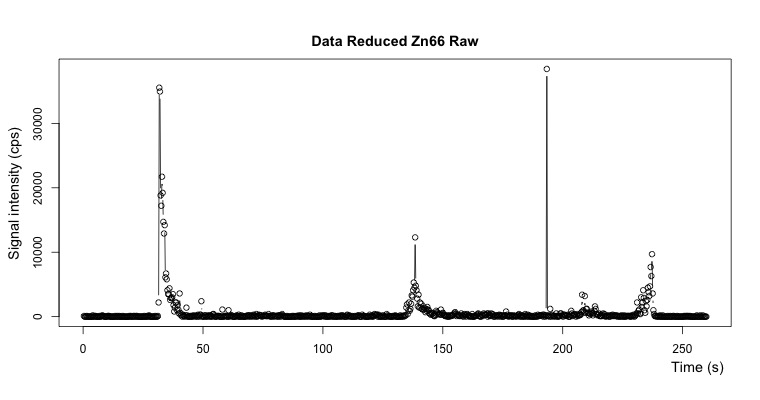 Data Reduced Zn66 Raw
Signal intensity (cps)
30000
20000
10000
0
0 50 100 150 200 250
Time (s)